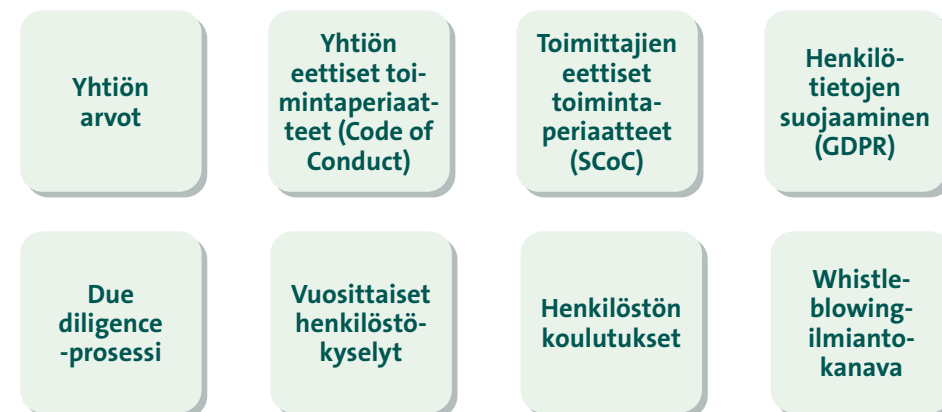 Yhtiön
arvot
Yhtiön
eettiset toi-
mintaperiaat-
teet (Code of
Conduct)
Toimittajien
eettiset
toiminta-
periaatteet
(SCoC)
Henkilö-
tietojen
suojaaminen
(GDPR)
Due
diligence
-prosessi
Vuosittaiset
henkilöstö-
kyselyt
Henkilöstön
koulutukset
Whistle-
blowing-
ilmianto-
kanava